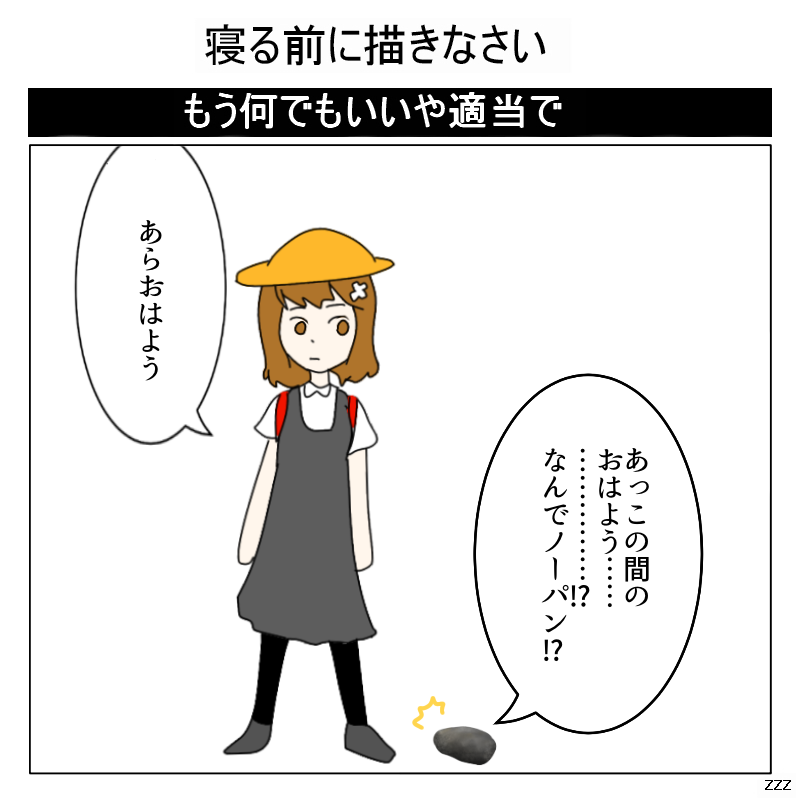 寝る前に描きなさい
もう何でもいいや適当で
あらおはよう
あっこの間の
おはよう……
……………⁉
なんでノーパン⁉
zzz